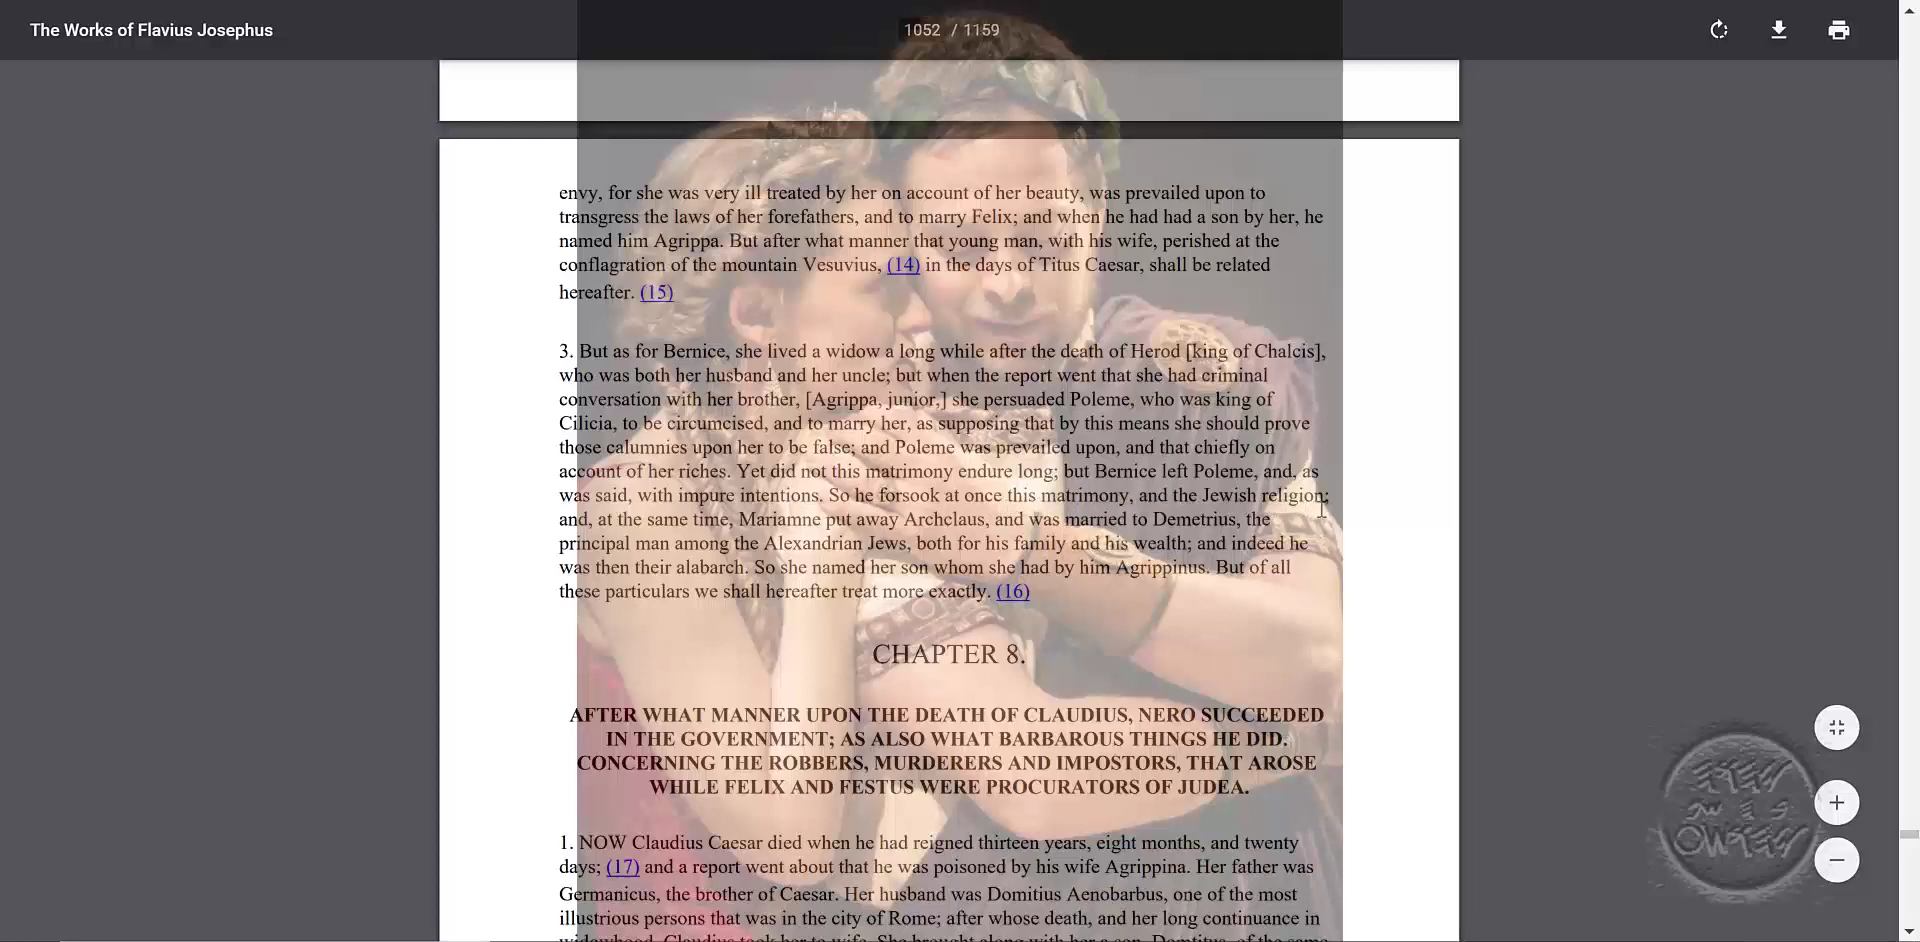 The Works of Flavius Josephus
1052 / 1159
envy, for she was very ill treated by her on account of her beauty, was prevailed upon to
transgress the laws of her forefathers, and to marry Felix; and when he had had a son by her, he
named him Agrippa. But after what manner that young man, with his wife, perished at the
conflagration of the mountain Vesuvius, (14) in the days of Titus Caesar, shall be related
hereafter. (15)
3. But as for Bernice, she lived a widow a long while after the death of Herod [king of Chalcis],
who was both her husband and her uncle; but when the report went that she had criminal
conversation with her brother, [Agrippa, junior,] she persuaded Poleme, who was king of
Cilicia, to be circumcised, and to marry her, as supposing that by this means she should prove
those calumnies upon her to be false; and Poleme was prevailed upon, and that chiefly on
account of her riches. Yet did not this matrimony endure long; but Bernice left Poleme, and, as
was said, with impure intentions. So he forsook at once this matrimony, and the Jewish religion;
and, at the same time, Mariamne put away Archclaus, and was married to Demetrius, the
principal man among the Alexandrian Jews, both for his family and his wealth; and indeed he
was then their alabarch. So she named her son whom she had by him Agrippinus. But of all
these particulars we shall hereafter treat more exactly. (16)
CHAPTER 8.
AFTER WHAT MANNER UPON THE DEATH OF CLAUDIUS, NERO SUCCEEDED
IN THE GOVERNMENT; AS ALSO WHAT BARBAROUS THINGS HE DID.
CONCERNING THE ROBBERS, MURDERERS AND IMPOSTORS, THAT AROSE
WHILE FELIX AND FESTUS WERE PROCURATORS OF JUDEA.
1. NOW Claudius Caesar died when he had reigned thirteen years, eight months, and twenty
days; (17) and a report went about that he was poisoned by his wife Agrippina. Her father was
Germanicus, the brother of Caesar. Her husband was Domitius Aenobarbus, one of the most
illustrious persons that was in the city of Rome; after whose death, and her long continuance in